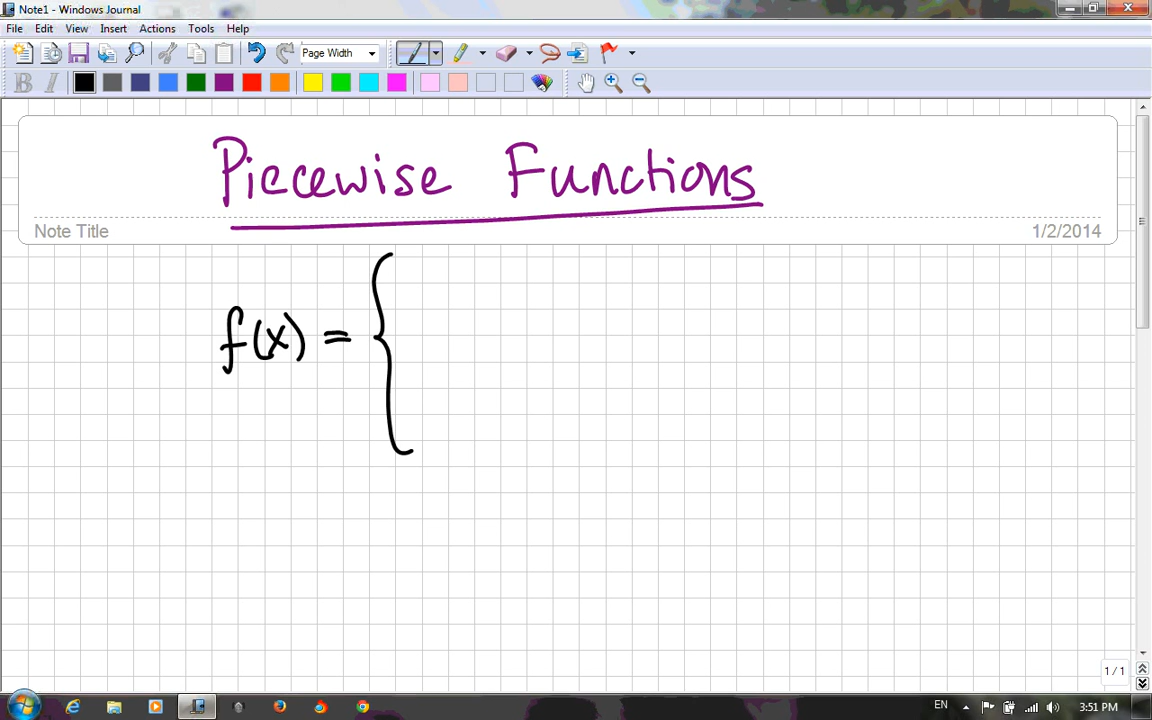 Note1 - Windows Journal
File Edit View Insert Actions Tools Help
Page Width
B I
Piecewise Functions
Note Title 1/2/2014
f(x) = {
1 / 1
EN 3:51 PM